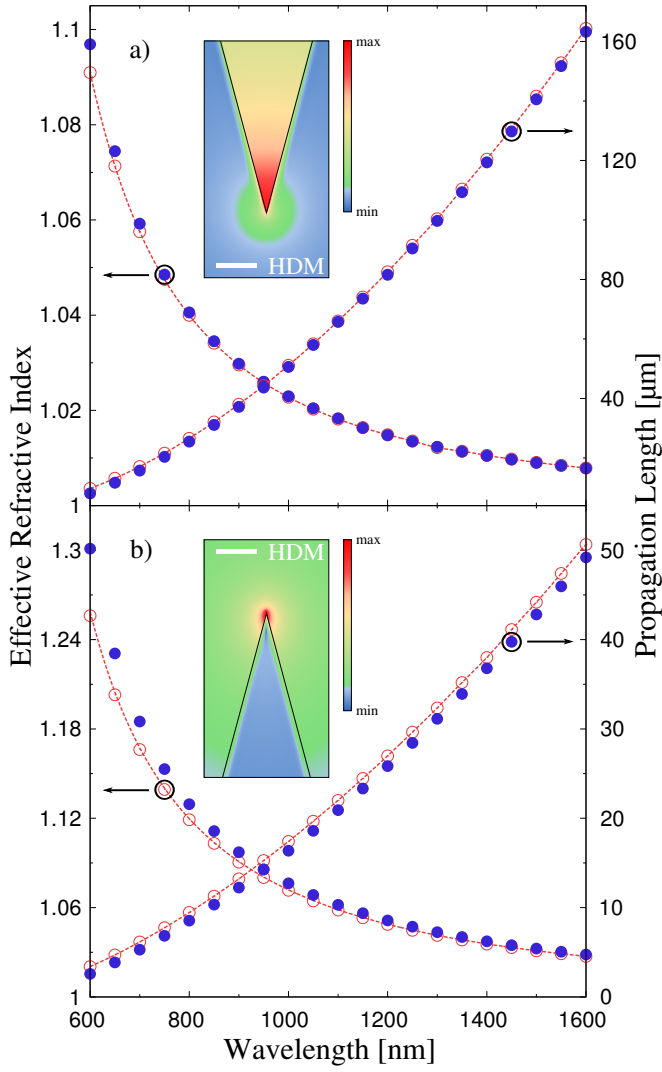 1.1
1.08
1.06
1.04
1.02
1
160
120
80
40
a)
max
min
HDM
Effective Refractive Index
Propagation Length [μm]
1.3
1.24
1.18
1.12
1.06
1
50
40
30
20
10
0
b)
HDM
max
min
600
800
1000
1200
1400
1600
Wavelength [nm]